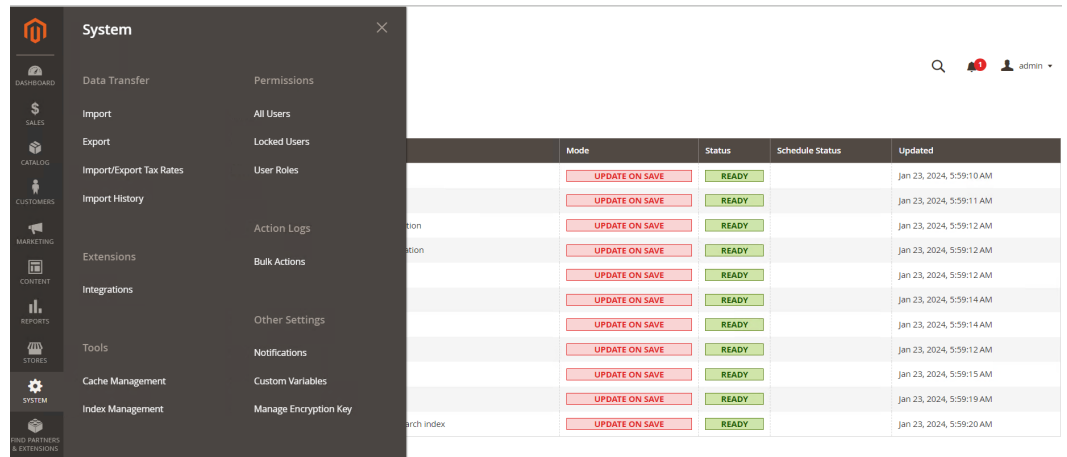 System
DASHBOARD
SALES
CATALOG
CUSTOMERS
MARKETING
CONTENT
REPORTS
STORES
SYSTEM
FIND PARTNERS
& EXTENSIONS
Data Transfer
Import
Export
Import/Export Tax Rates
Import History
Extensions
Integrations
Tools
Cache Management
Index Management
Permissions
All Users
Locked Users
User Roles
Action Logs
Bulk Actions
Other Settings
Notifications
Custom Variables
Manage Encryption Key
1
admin
Mode Status Schedule Status Updated
UPDATE ON SAVE READY Jan 23, 2024, 5:59:10 AM
UPDATE ON SAVE READY Jan 23, 2024, 5:59:11 AM
tion UPDATE ON SAVE READY Jan 23, 2024, 5:59:12 AM
ation UPDATE ON SAVE READY Jan 23, 2024, 5:59:12 AM
UPDATE ON SAVE READY Jan 23, 2024, 5:59:12 AM
UPDATE ON SAVE READY Jan 23, 2024, 5:59:14 AM
UPDATE ON SAVE READY Jan 23, 2024, 5:59:14 AM
UPDATE ON SAVE READY Jan 23, 2024, 5:59:12 AM
UPDATE ON SAVE READY Jan 23, 2024, 5:59:15 AM
UPDATE ON SAVE READY Jan 23, 2024, 5:59:19 AM
arch index UPDATE ON SAVE READY Jan 23, 2024, 5:59:20 AM